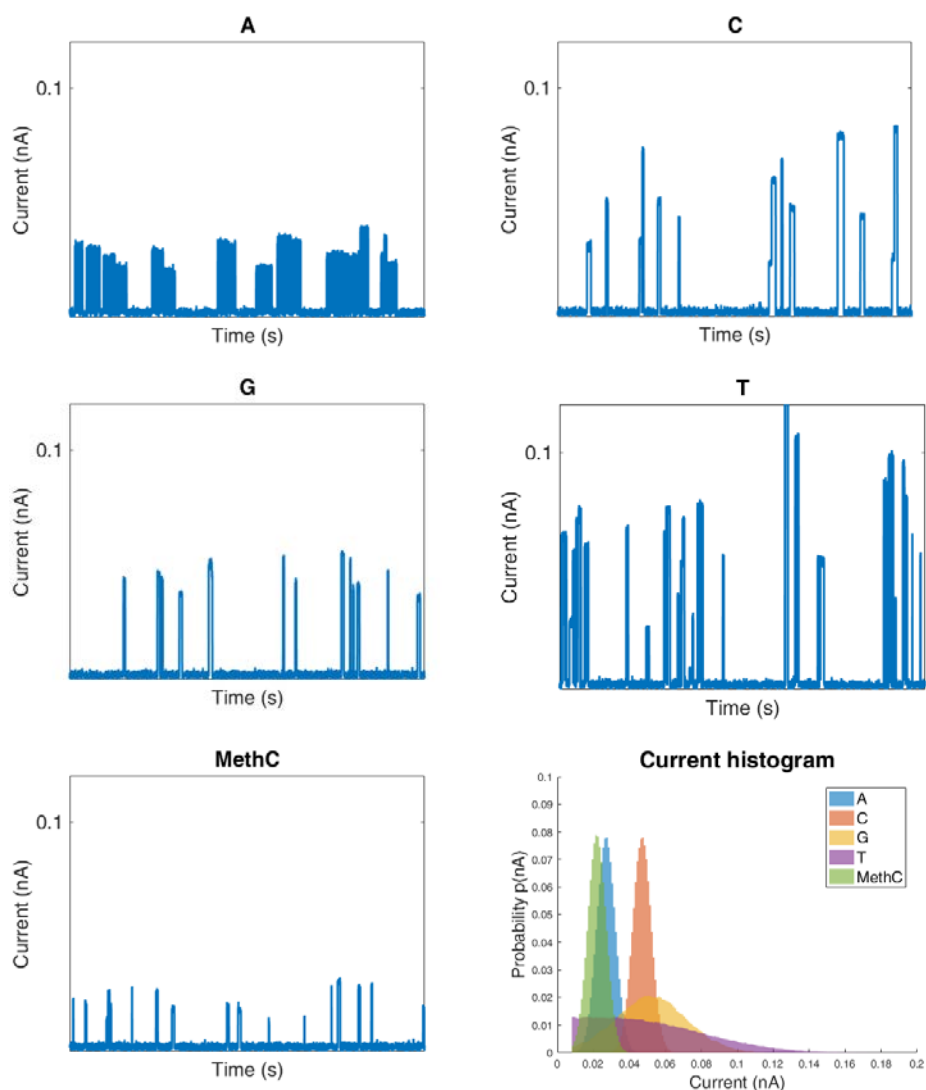 A
0.1
Current (nA)
Time (s)
C
0.1
Current (nA)
Time (s)
G
0.1
Current (nA)
Time (s)
T
0.1
Current (nA)
Time (s)
MethC
0.1
Current (nA)
Time (s)
Current histogram
0.1
0.09
0.08
0.07
0.06
0.05
0.04
0.03
0.02
0.01
0
Probability p(nA)
A
C
G
T
MethC
0 0.02 0.04 0.06 0.08 0.1 0.12 0.14 0.16 0.18 0.2
Current (nA)